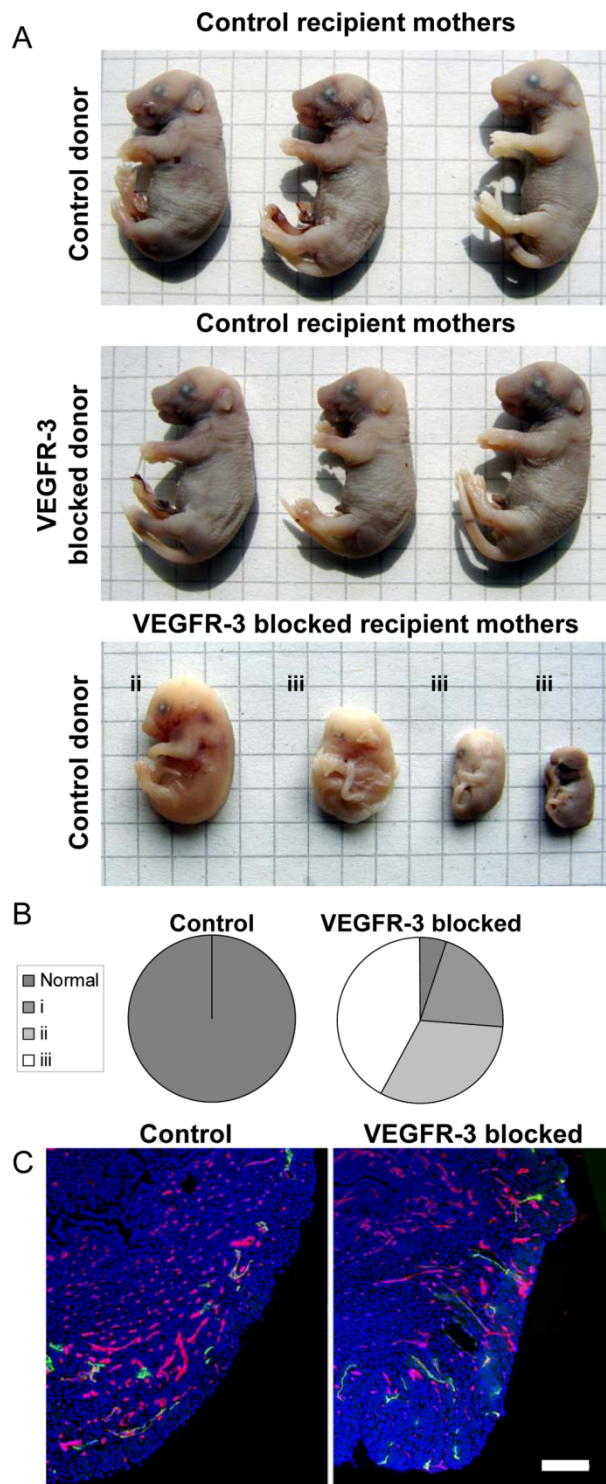 A
Control recipient mothers
Control donor
Control recipient mothers
VEGFR-3
blocked donor
VEGFR-3 blocked recipient mothers
ii iii iii iii
Control donor
B
Control VEGFR-3 blocked
Normal
i
ii
iii
Control VEGFR-3 blocked
C